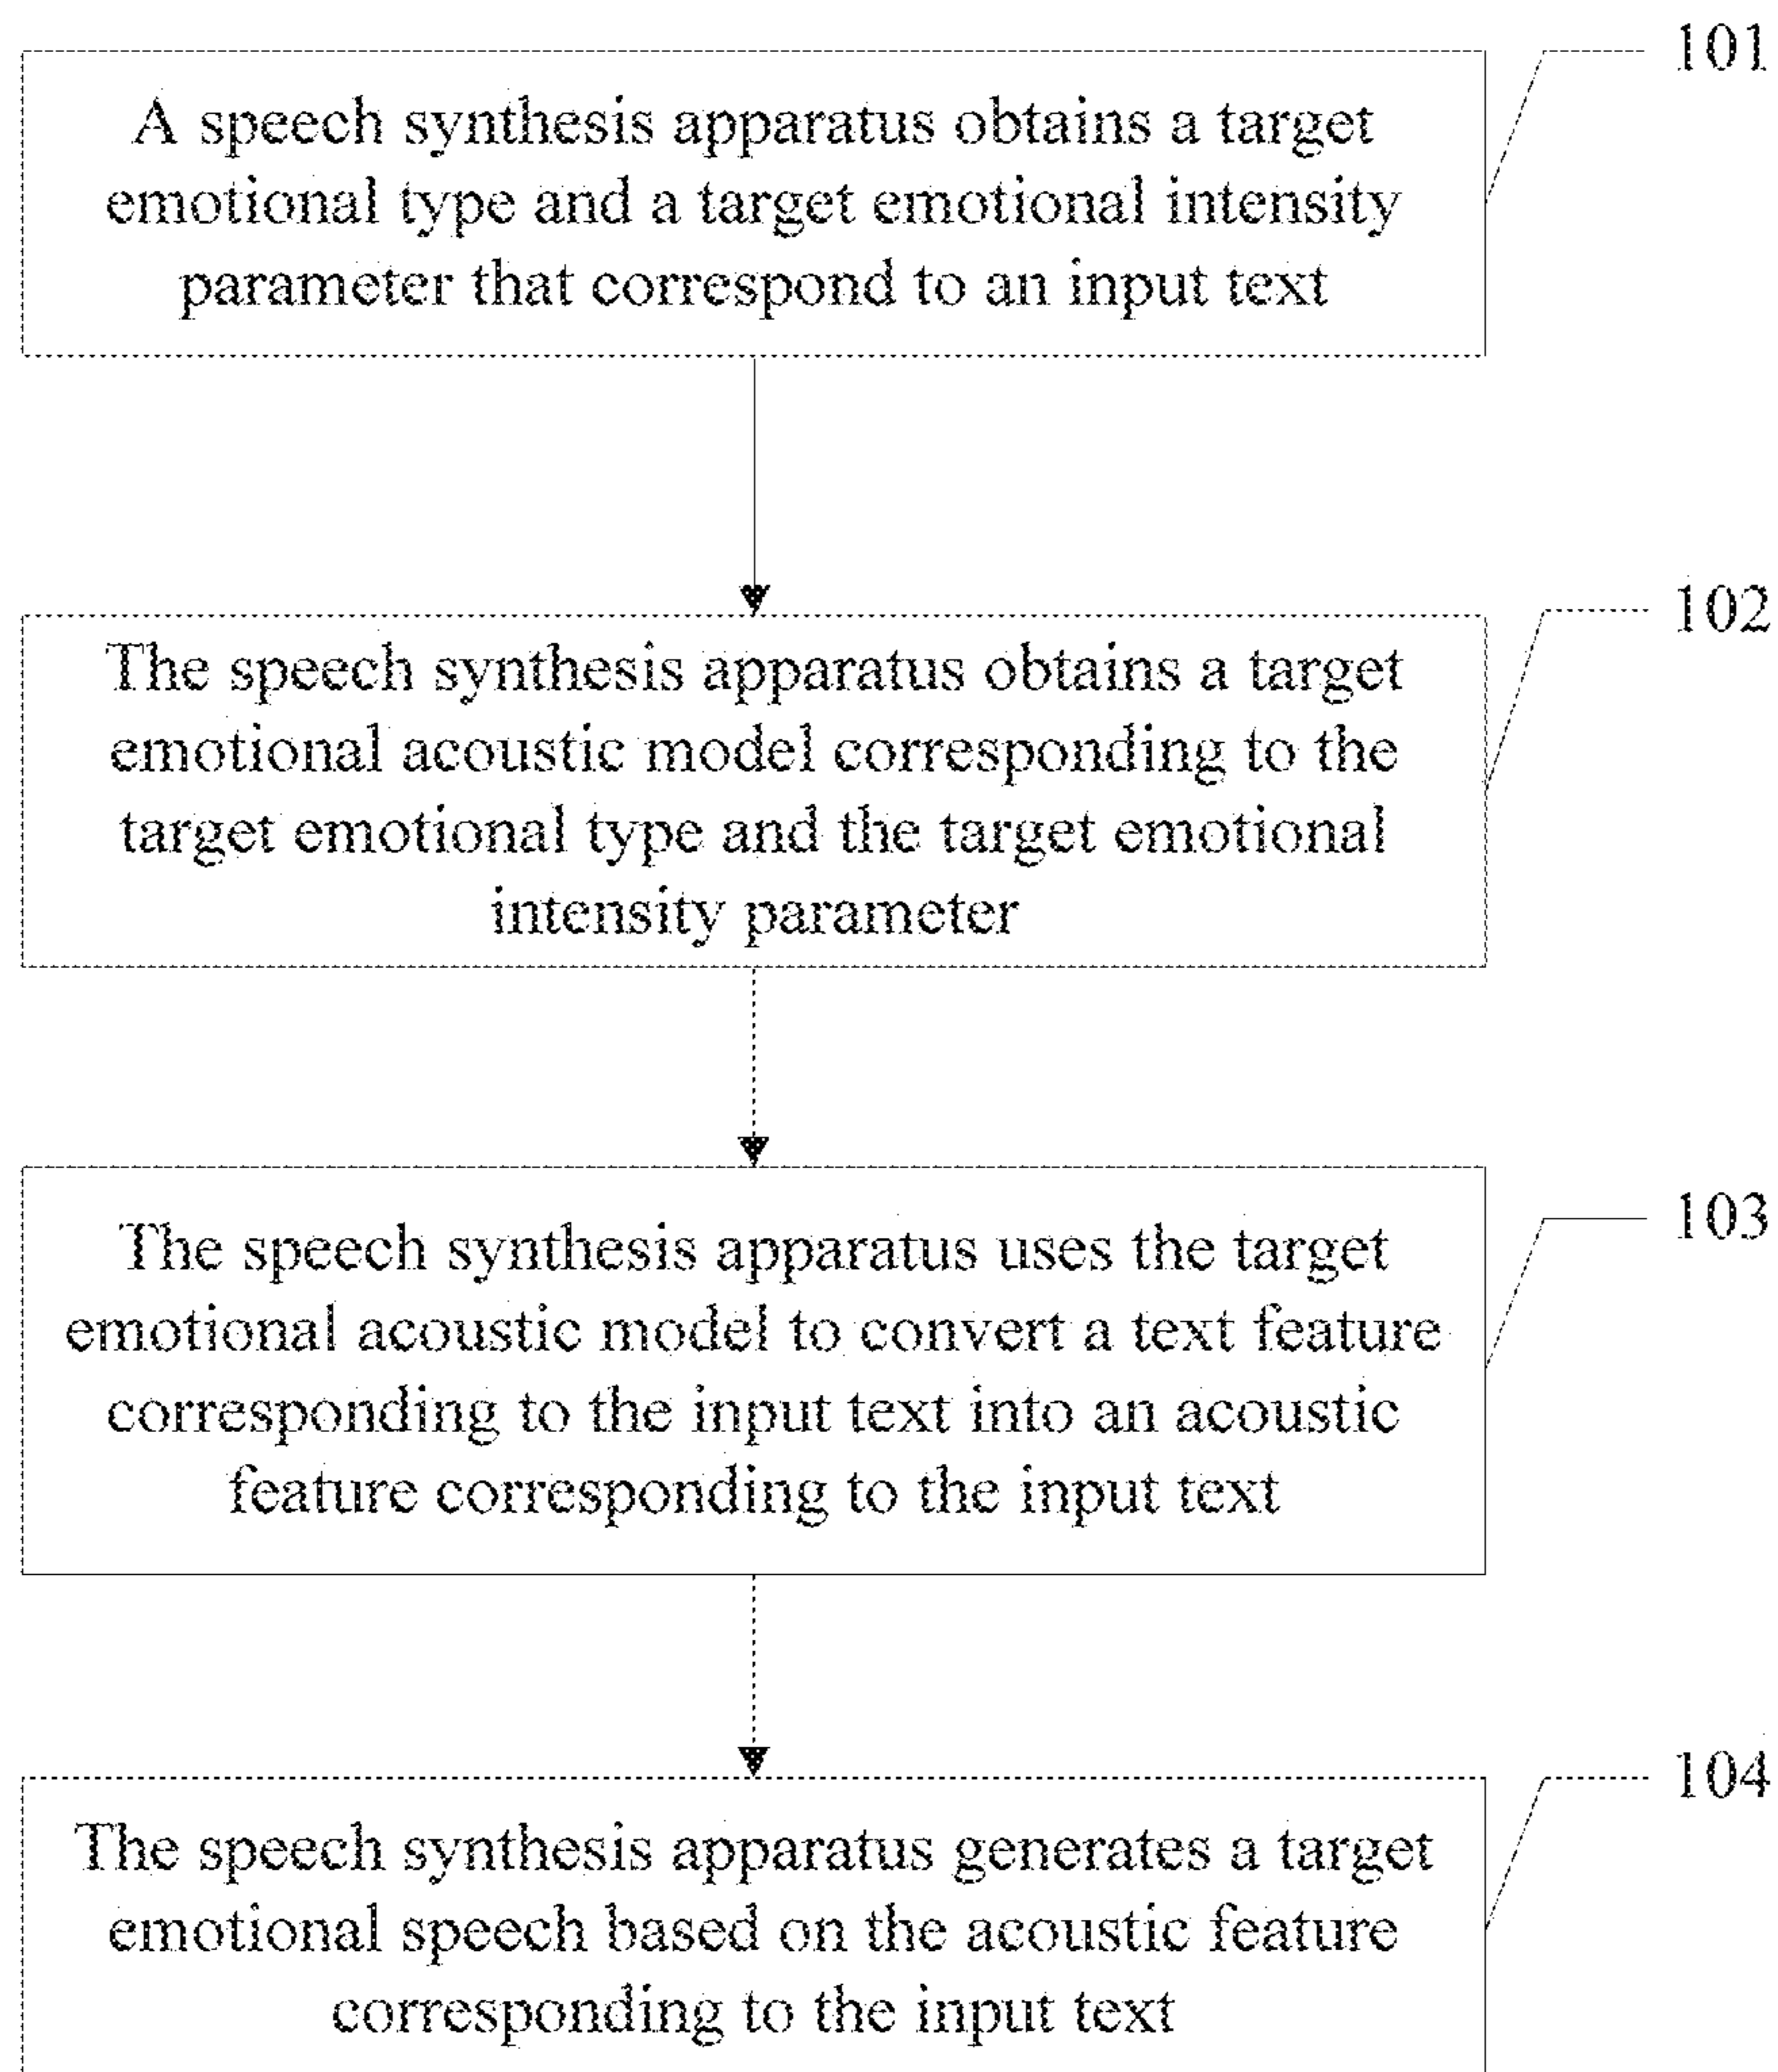 101
A speech synthesis apparatus obtains a target
emotional type and a target emotional intensity
parameter that correspond to an input text
102
The speech synthesis apparatus obtains a target
emotional acoustic model corresponding to the
target emotional type and the target emotional
intensity parameter
103
The speech synthesis apparatus uses the target
emotional acoustic model to convert a text feature
corresponding to the input text into an acoustic
feature corresponding to the input text
104
The speech synthesis apparatus generates a target
emotional speech based on the acoustic feature
corresponding to the input text